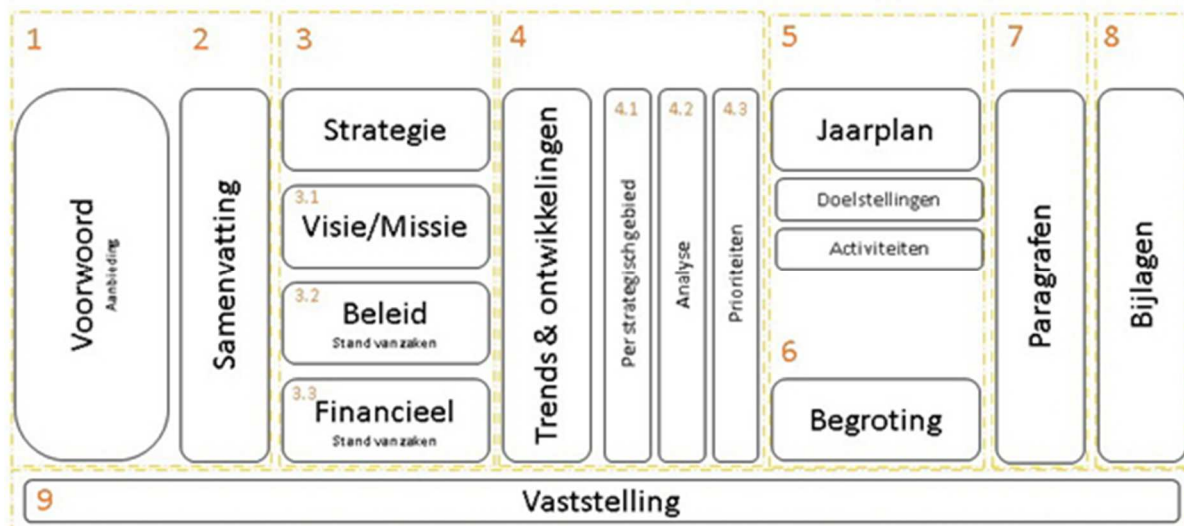 1
Voorwoord
Aanbieding
2
Samenvatting
3
Strategie
3.1
Visie/Missie
3.2
Beleid
Stand van zaken
3.3
Financieel
Stand van zaken
4
Trends & ontwikkelingen
4.1
Per strategisch gebied
4.2
Analyse
4.3
Prioriteiten
5
Jaarplan
Doelstellingen
Activiteiten
6
Begroting
7
Paragrafen
8
Bijlagen
9
Vaststelling